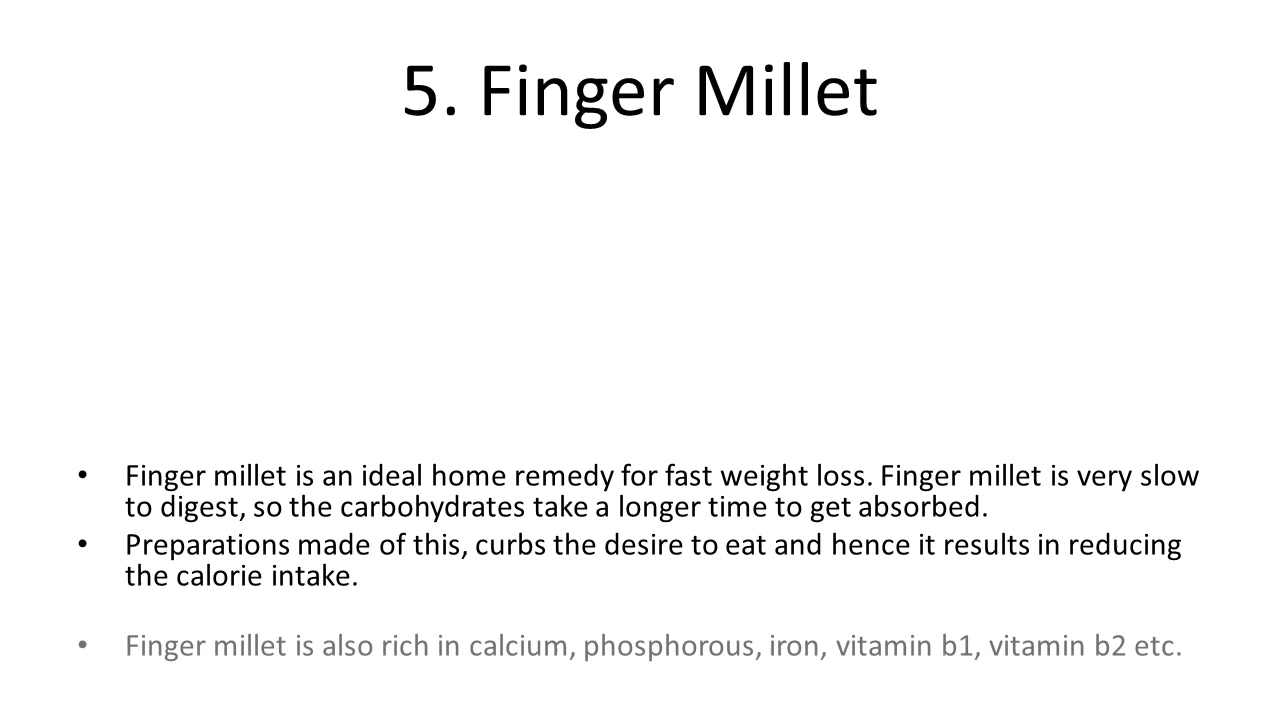 5. Finger Millet
• Finger millet is an ideal home remedy for fast weight loss. Finger millet is very slow
to digest, so the carbohydrates take a longer time to get absorbed.
• Preparations made of this, curbs the desire to eat and hence it results in reducing
the calorie intake.
• Finger millet is also rich in calcium, phosphorous, iron, vitamin b1, vitamin b2 etc.